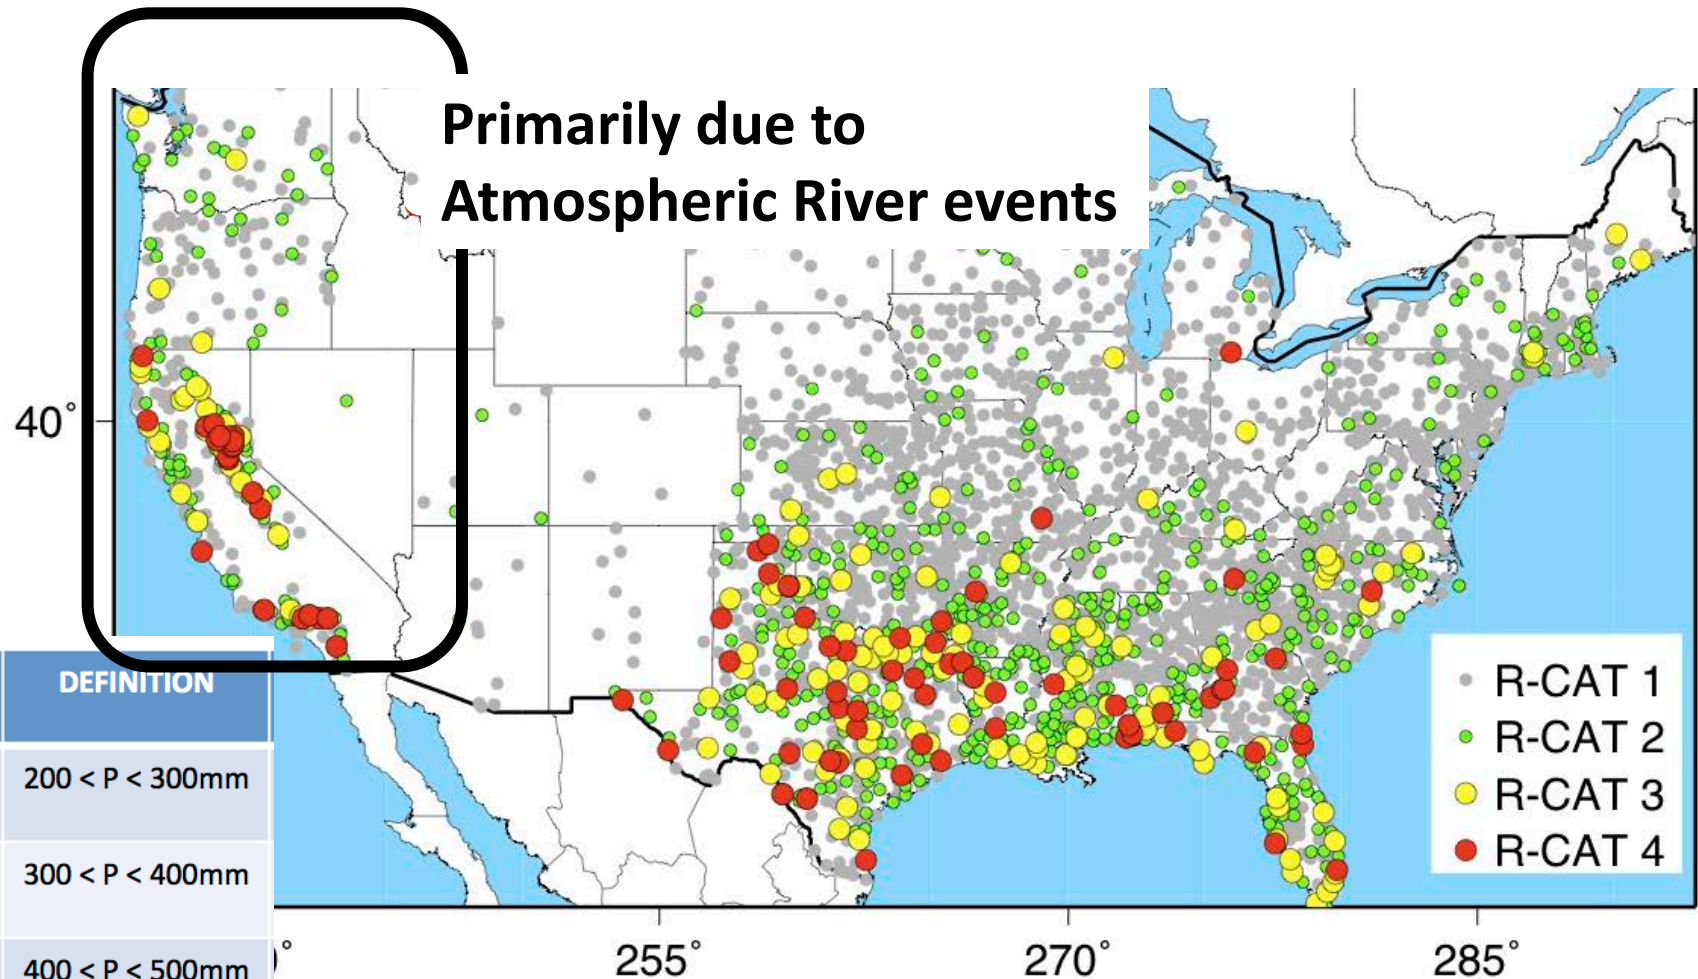 Primarily due to
Atmospheric River events
40°
DEFINITION
200 < P < 300mm
300 < P < 400mm
400 < P < 500mm
R-CAT 1
R-CAT 2
R-CAT 3
R-CAT 4
255°
270°
285°